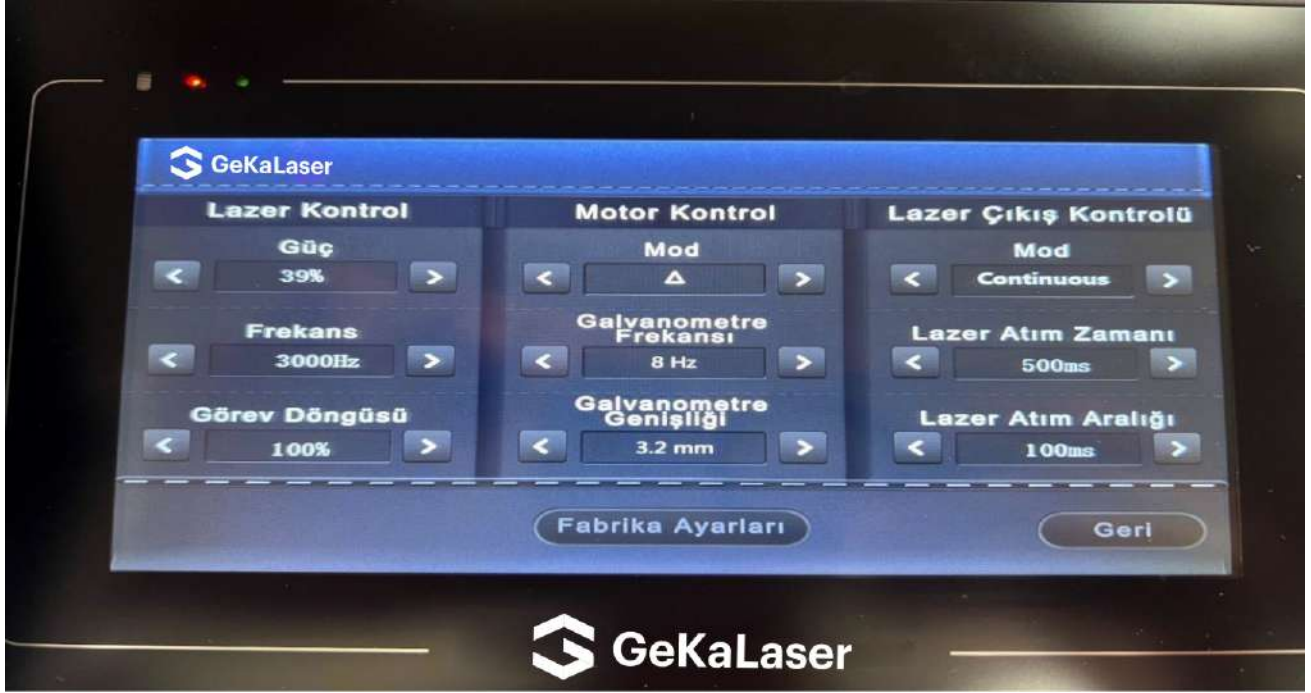 GeKaLaser
Lazer Kontrol
Güç
< 39% >
Frekans
< 3000Hz >
Görev Döngüsü
< 100% >
Motor Kontrol
Mod
< Δ >
Galvanometre
Frekansı
< 8 Hz >
Galvanometre
Genişliği
< 3.2 mm >
Lazer Çıkış Kontrolü
Mod
< Continuous >
Lazer Atım Zamanı
< 500ms >
Lazer Atım Aralığı
< 100ms >
Fabrika Ayarları
Geri
GeKaLaser